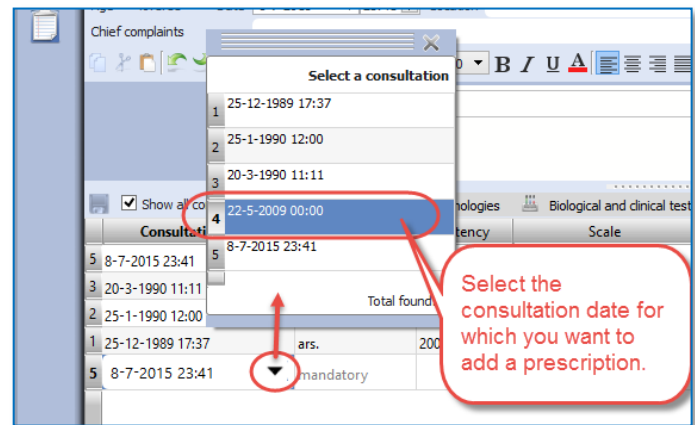 Chief complaints
B I U A
Select a consultation
1 25-12-1989 17:37
2 25-1-1990 12:00
3 20-3-1990 11:11
4 22-5-2009 00:00
5 8-7-2015 23:41
Total found
Show all co
Biological and clinical test
Consultati
tency
Scale
5 8-7-2015 23:41
3 20-3-1990 11:11
2 25-1-1990 12:00
1 25-12-1989 17:37 ars. 200
5 8-7-2015 23:41 mandatory
Select the
consultation date for
which you want to
add a prescription.